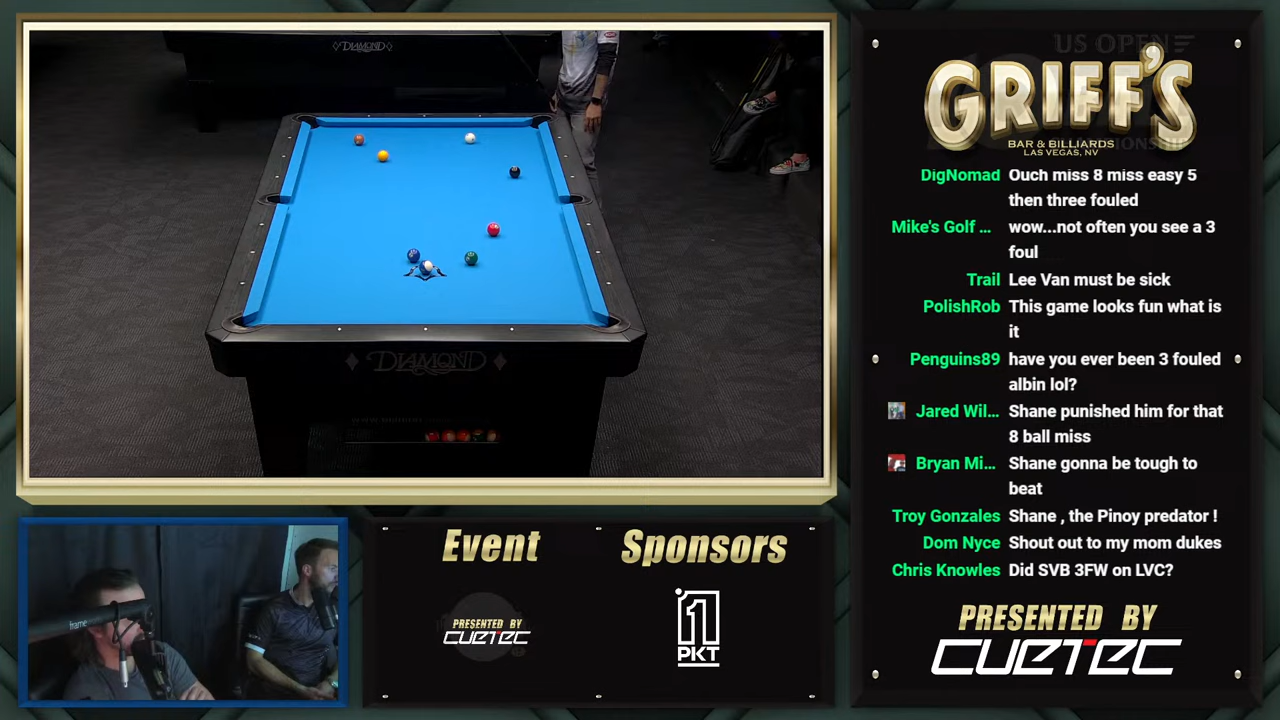 DIAMOND
DIAMOND
frame
US OPEN
GRIFF'S
BAR & BILLIARDS
LAS VEGAS, NV
DigNomad Ouch miss 8 miss easy 5
then three fouled
Mike's Golf ... wow...not often you see a 3
foul
Trail Lee Van must be sick
PolishRob This game looks fun what is
it
Penguins89 have you ever been 3 fouled
albin lol?
Jared Wil... Shane punished him for that
8 ball miss
Bryan Mi... Shane gonna be tough to
beat
Troy Gonzales Shane , the Pinoy predator !
Dom Nyce Shout out to my mom dukes
Chris Knowles Did SVB 3FW on LVC?
PRESENTED BY
CUETEC
Event
PRESENTED BY
CUETEC
Sponsors
1
PKT